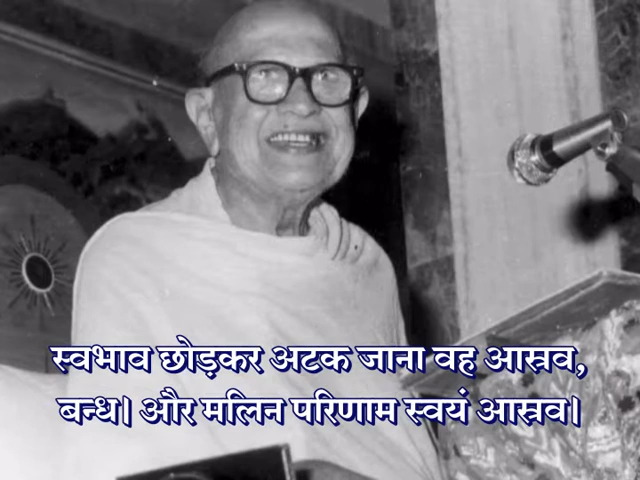 स्वभाव छोड़कर अटक जाना वह आस्रव,
बन्ध। और मलिन परिणाम स्वयं आस्रव।